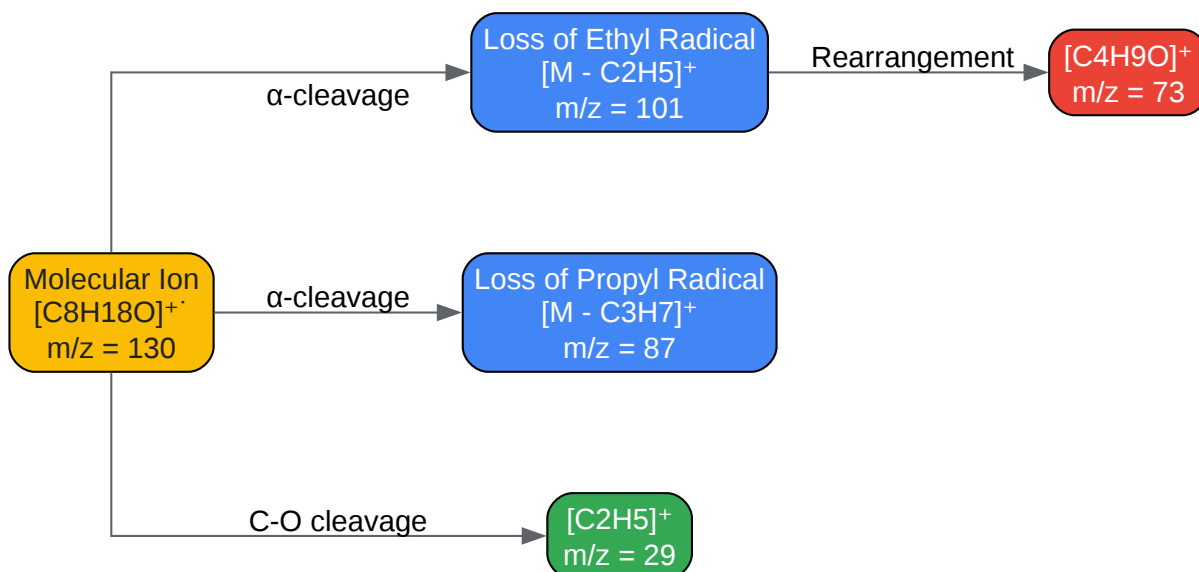 Loss of Ethyl Radical
[M - C2H5]⁺
m/z = 101
α-cleavage
Rearrangement
[C4H9O]⁺
m/z = 73
Molecular Ion
[C8H18O]⁺˙
m/z = 130
α-cleavage
Loss of Propyl Radical
[M - C3H7]⁺
m/z = 87
C-O cleavage
[C2H5]⁺
m/z = 29